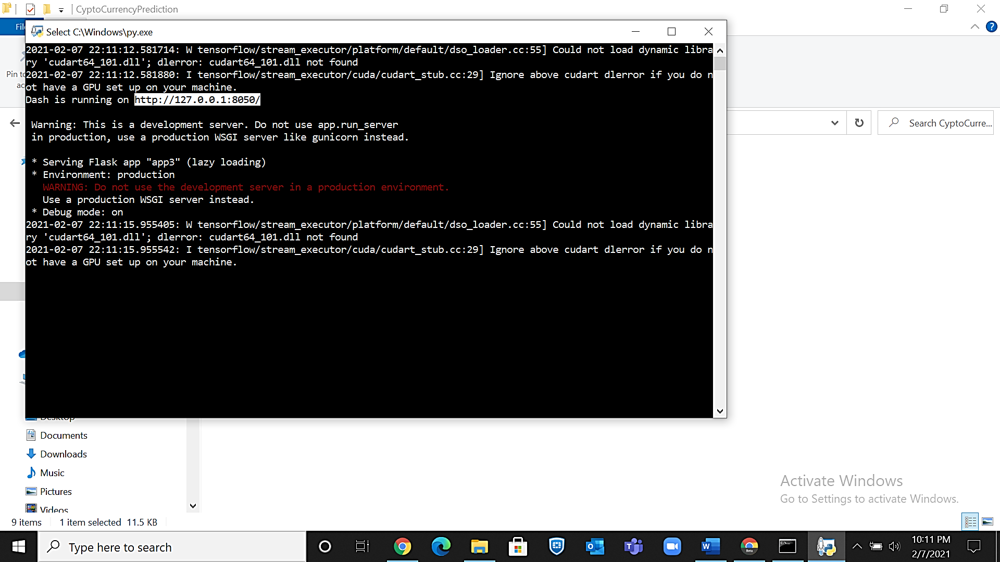 CyptoCurrencyPrediction
Fil
Select C:\Windows\py.exe
2021-02-07 22:11:12.581714: W tensorflow/stream_executor/platform/default/dso_loader.cc:55] Could not load dynamic libra
ry 'cudart64_101.dll'; dlerror: cudart64_101.dll not found
2021-02-07 22:11:12.581880: I tensorflow/stream_executor/cuda/cudart_stub.cc:29] Ignore above cudart dlerror if you do n
ot have a GPU set up on your machine.
Dash is running on http://127.0.0.1:8050/
Warning: This is a development server. Do not use app.run_server
in production, use a production WSGI server like gunicorn instead.
* Serving Flask app "app3" (lazy loading)
* Environment: production
WARNING: Do not use the development server in a production environment.
Use a production WSGI server instead.
* Debug mode: on
2021-02-07 22:11:15.955405: W tensorflow/stream_executor/platform/default/dso_loader.cc:55] Could not load dynamic libra
ry 'cudart64_101.dll'; dlerror: cudart64_101.dll not found
2021-02-07 22:11:15.955542: I tensorflow/stream_executor/cuda/cudart_stub.cc:29] Ignore above cudart dlerror if you do n
ot have a GPU set up on your machine.
Pin to
ac
Search CyptoCurre...
Desktop
Documents
Downloads
Music
Pictures
Videos
Activate Windows
Go to Settings to activate Windows.
9 items 1 item selected 11.5 KB
Type here to search
Beta
10:11 PM
2/7/2021